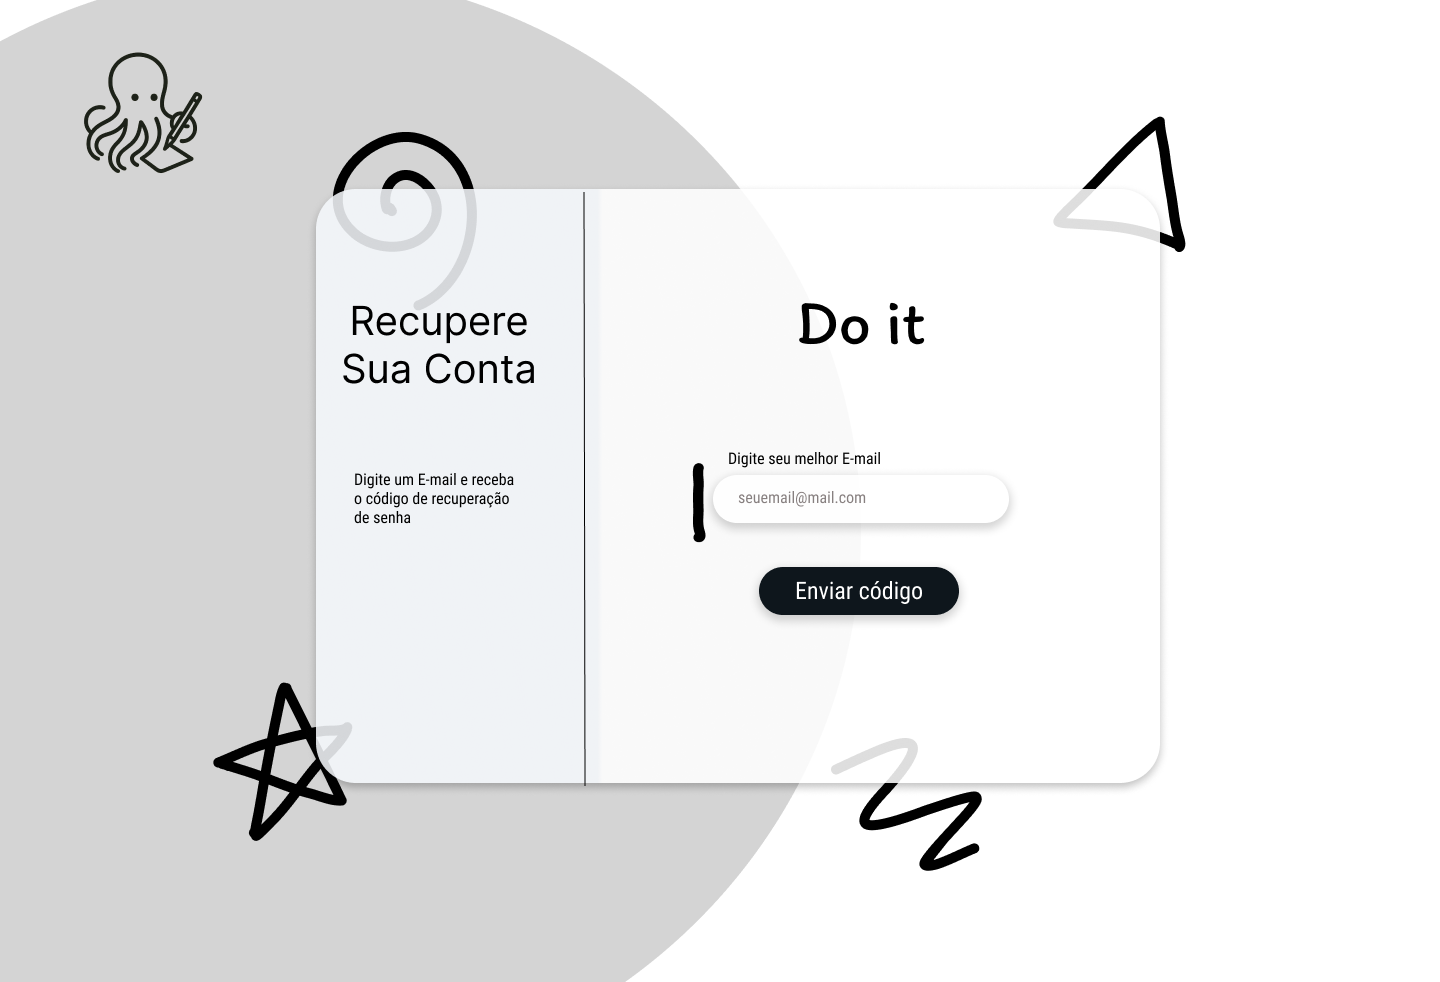 Recupere
Sua Conta
Digite um E-mail e receba
o código de recuperação
de senha
Do it
Digite seu melhor E-mail
seuemail@mail.com
Enviar código